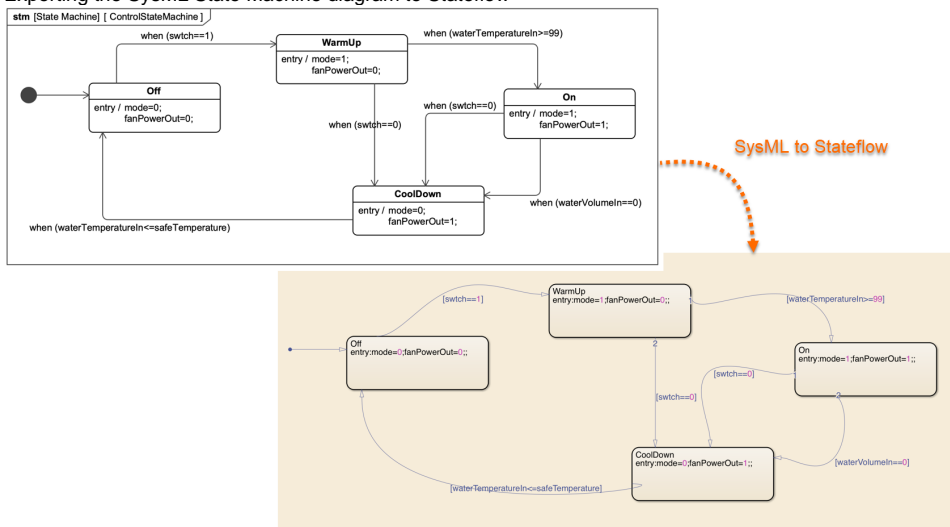 Exporting the SysML State Machine diagram to Stateflow
stm [State Machine] [ ControlStateMachine ]
when (swtch==1)
WarmUp
entry / mode=1;
fanPowerOut=0;
when (waterTemperatureIn>=99)
Off
entry / mode=0;
fanPowerOut=0;
when (swtch==0)
On
entry / mode=1;
fanPowerOut=1;
when (swtch==0)
CoolDown
entry / mode=0;
fanPowerOut=1;
when (waterVolumeIn==0)
when (waterTemperatureIn<=safeTemperature)
SysML to Stateflow
[swtch==1]
WarmUp
entry:mode=1;fanPowerOut=0;;
1
[waterTemperatureIn>=99]
2
Off
entry:mode=0;fanPowerOut=0;;
On
entry:mode=1;fanPowerOut=1;;
[swtch==0]
1
[swtch==0]
2
CoolDown
entry:mode=0;fanPowerOut=1;;
[waterVolumeIn==0]
[waterTemperatureIn<=safeTemperature]